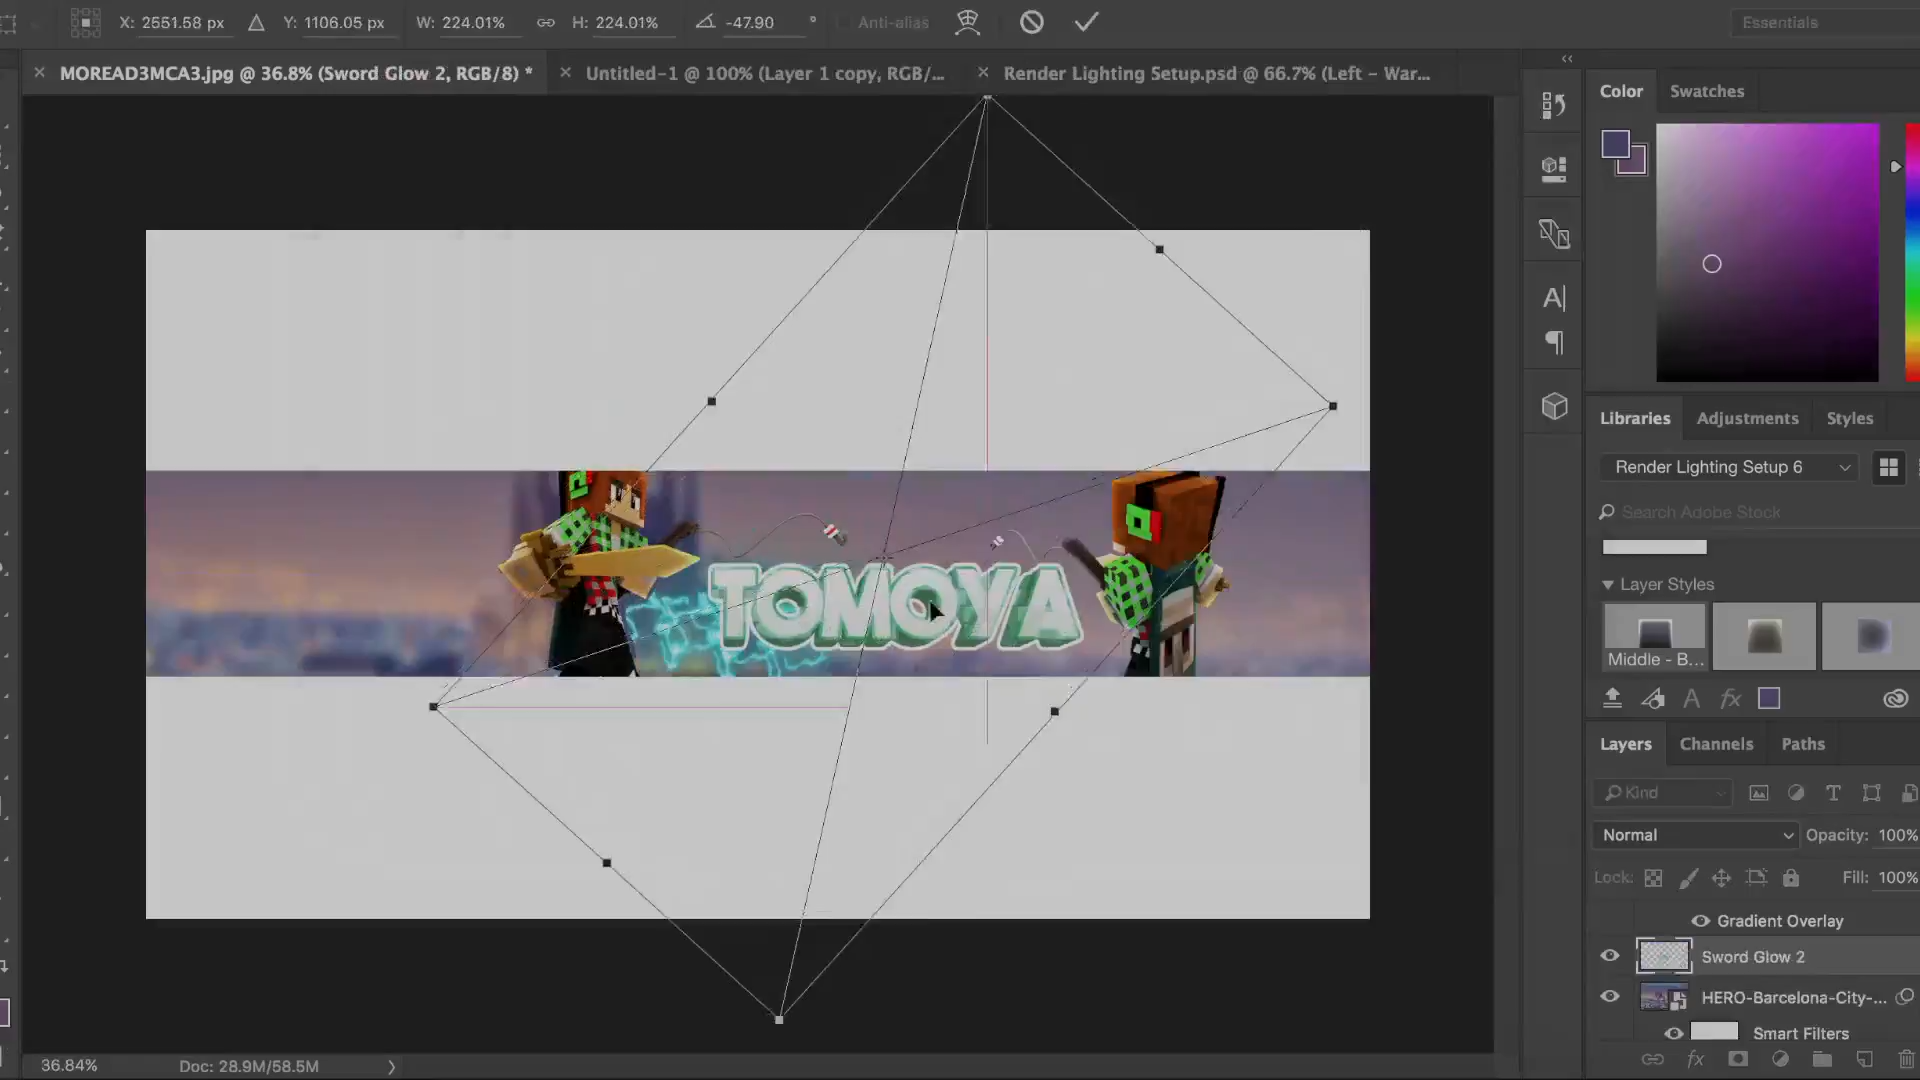 X: 2551.58 px Y: 1106.05 px W: 224.01% H: 224.01% -47.90 ° Anti-alias Essentials
MOREAD3MCA3.jpg @ 36.8% (Sword Glow 2, RGB/8) * Untitled-1 @ 100% (Layer 1 copy, RGB/... Render Lighting Setup.psd @ 66.7% (Left - War...
Color Swatches
TOMOYA
Libraries Adjustments Styles
Render Lighting Setup 6
Search Adobe Stock
Layer Styles
Middle - B...
Layers Channels Paths
Kind
Normal Opacity: 100%
Lock: Fill: 100%
Gradient Overlay
Sword Glow 2
HERO-Barcelona-City-...
Smart Filters
36.84% Doc: 28.9M/58.5M